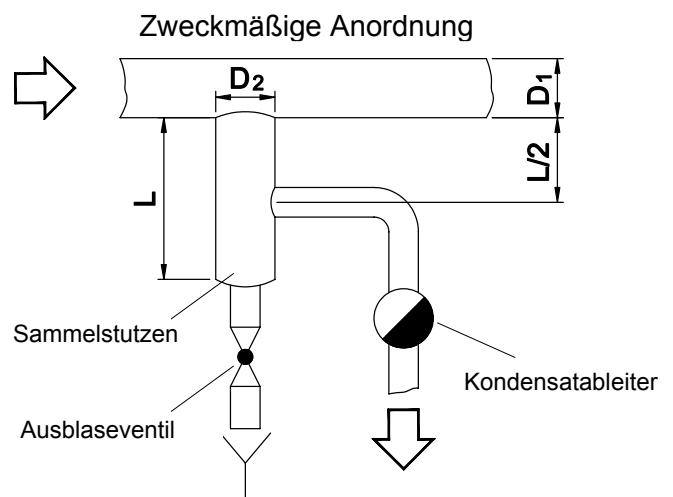 Zweckmäßige Anordnung
D2
D1
L/2
L
Sammelstutzen
Kondensatableiter
Ausblaseventil